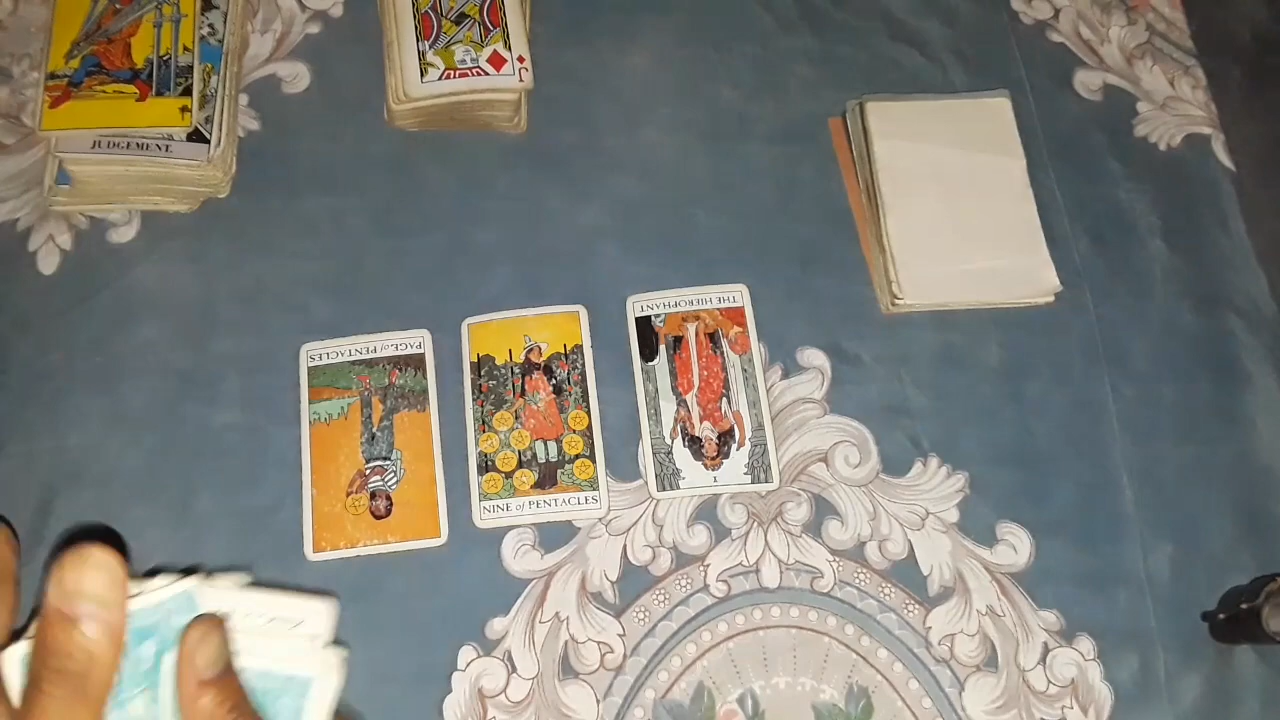 JUDGEMENT.
J
PAGE of PENTACLES
NINE of PENTACLES
THE HIEROPHANT